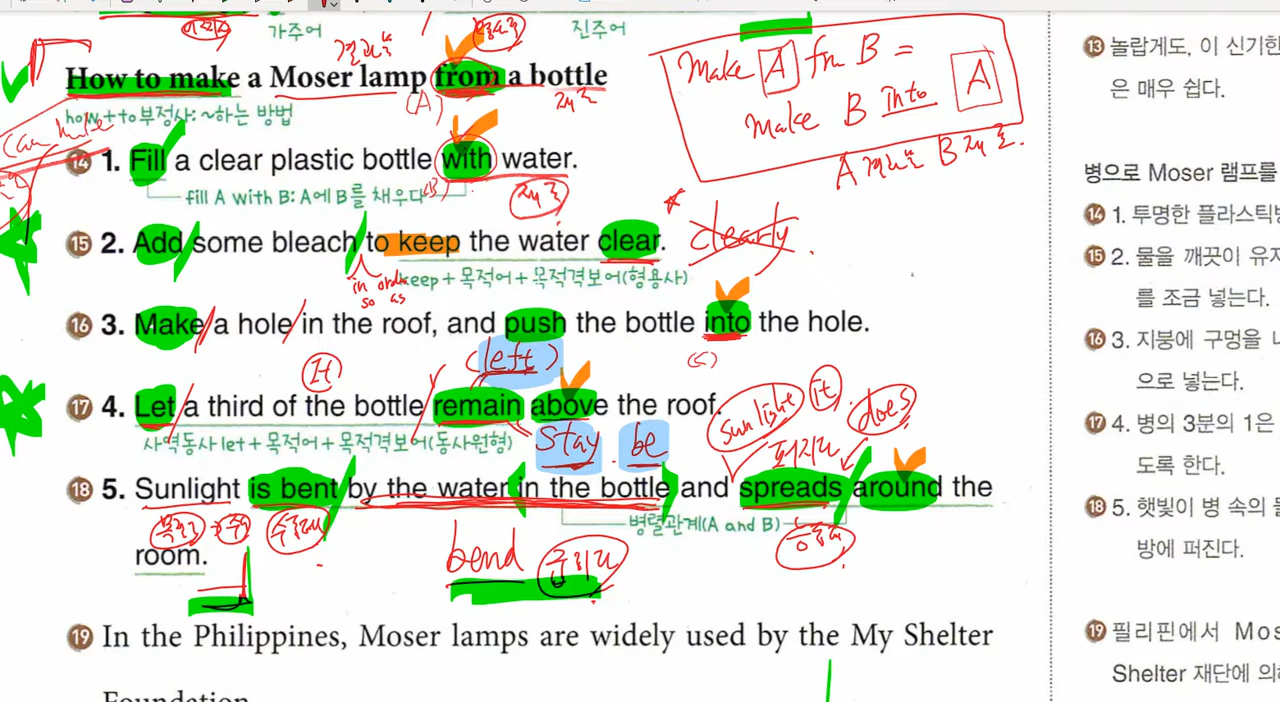 가주어 진주어
How to make a Moser lamp from a bottle
how+to부정사: ~하는 방법
결과물
(A)
Make A from B =
Make B into A
A 결과물 B 재료.
⑭ 1. Fill a clear plastic bottle with water.
fill A with B: A에 B를 채우다
(B)
재료
⑮ 2. Add some bleach to keep the water clear.
clearly.
in order
so as
keep + 목적어 + 목적격보어(형용사)
⑯ 3. Make a hole in the roof, and push the bottle into the hole.
It
(left)
⑰ 4. Let a third of the bottle remain above the roof.
사역동사 let + 목적어 + 목적격보어(동사원형)
stay be
sunlight it does
퍼지다
⑱ 5. Sunlight is bent by the water in the bottle and spreads around the
병렬관계(A and B)
room.
bend 굽히다
⑲ In the Philippines, Moser lamps are widely used by the My Shelter
Foundation
⑬ 놀랍게도, 이 신기한
은 매우 쉽다.
병으로 Moser 램프를
⑭ 1. 투명한 플라스틱
⑮ 2. 물을 깨끗이 유지
를 조금 넣는다.
⑯ 3. 지붕에 구멍을 
으로 넣는다.
⑰ 4. 병의 3분의 1은
도록 한다.
⑱ 5. 햇빛이 병 속의
방에 퍼진다.
⑲ 필리핀에서 Mos
Shelter 재단에 의